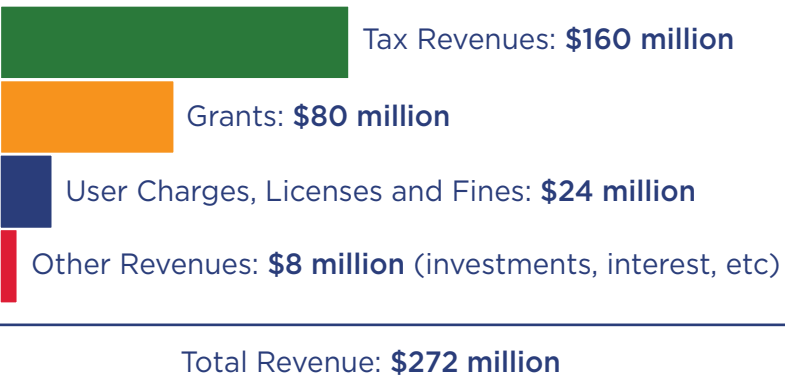 Tax Revenues: $160 million
Grants: $80 million
User Charges, Licenses and Fines: $24 million
Other Revenues: $8 million (investments, interest, etc)
Total Revenue: $272 million